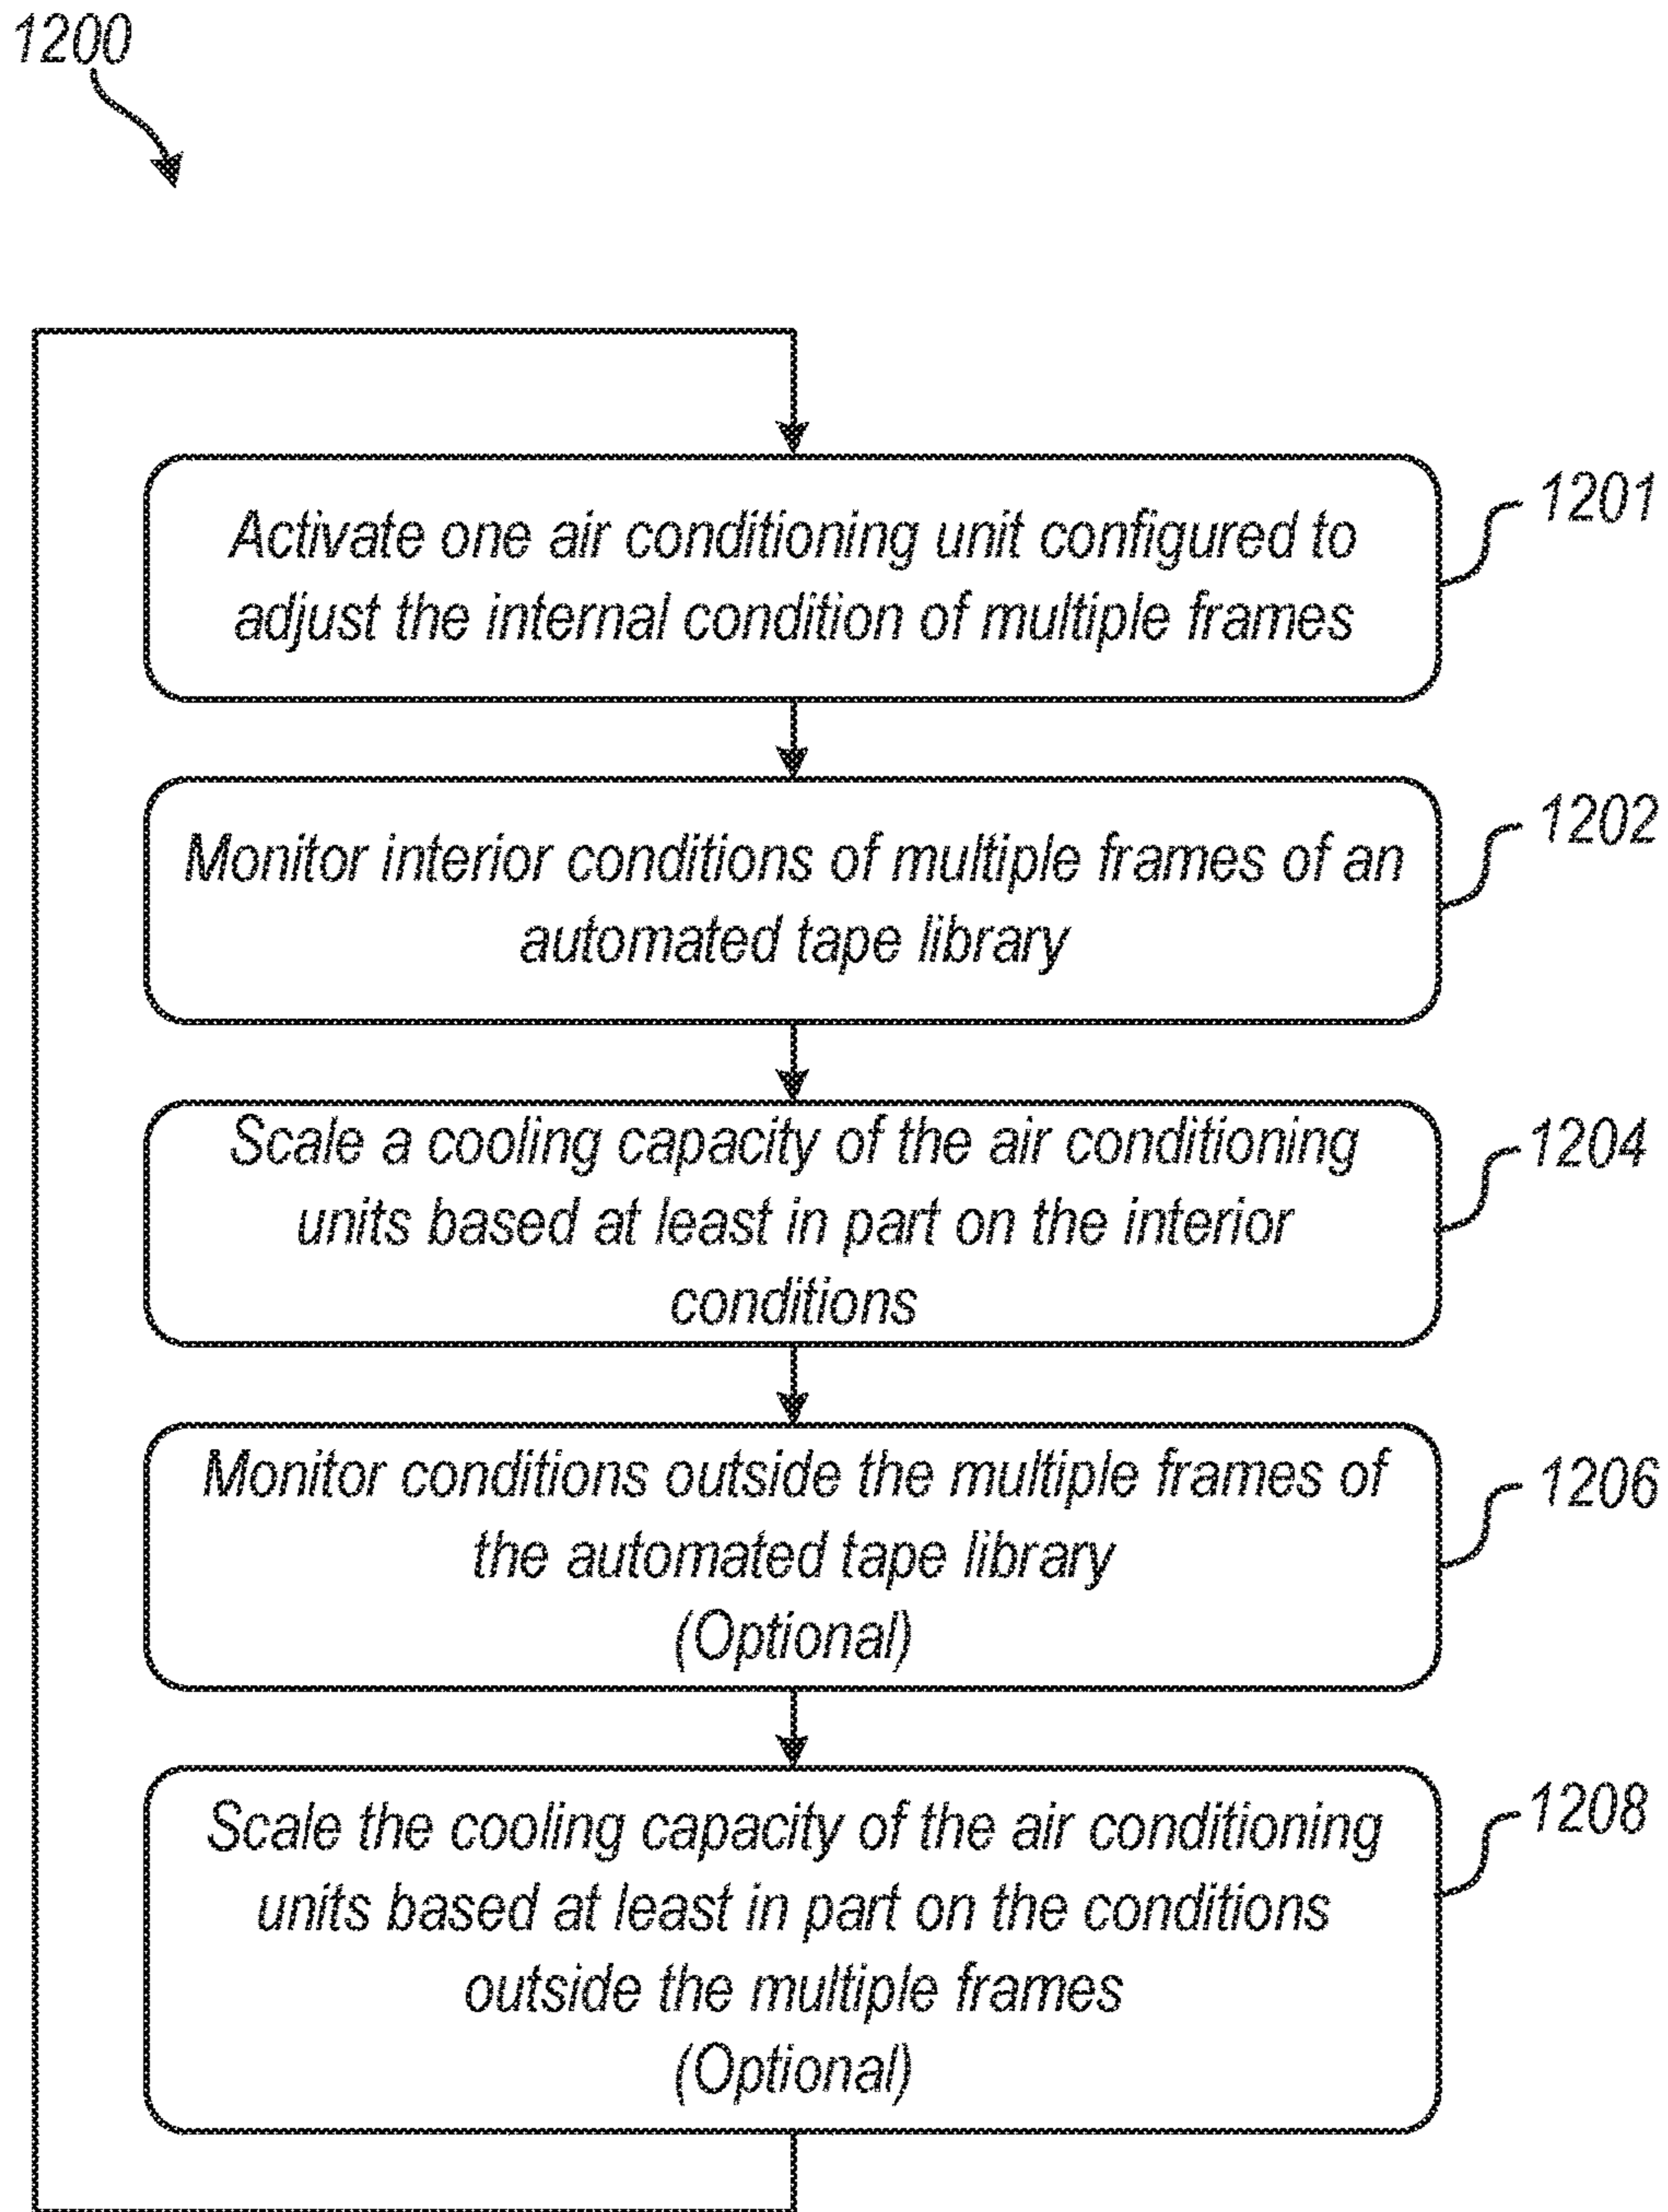 1200
Activate one air conditioning unit configured to
adjust the internal condition of multiple frames
1201
Monitor interior conditions of multiple frames of an
automated tape library
1202
Scale a cooling capacity of the air conditioning
units based at least in part on the interior
conditions
1204
Monitor conditions outside the multiple frames of
the automated tape library
(Optional)
1206
Scale the cooling capacity of the air conditioning
units based at least in part on the conditions
outside the multiple frames
(Optional)
1208